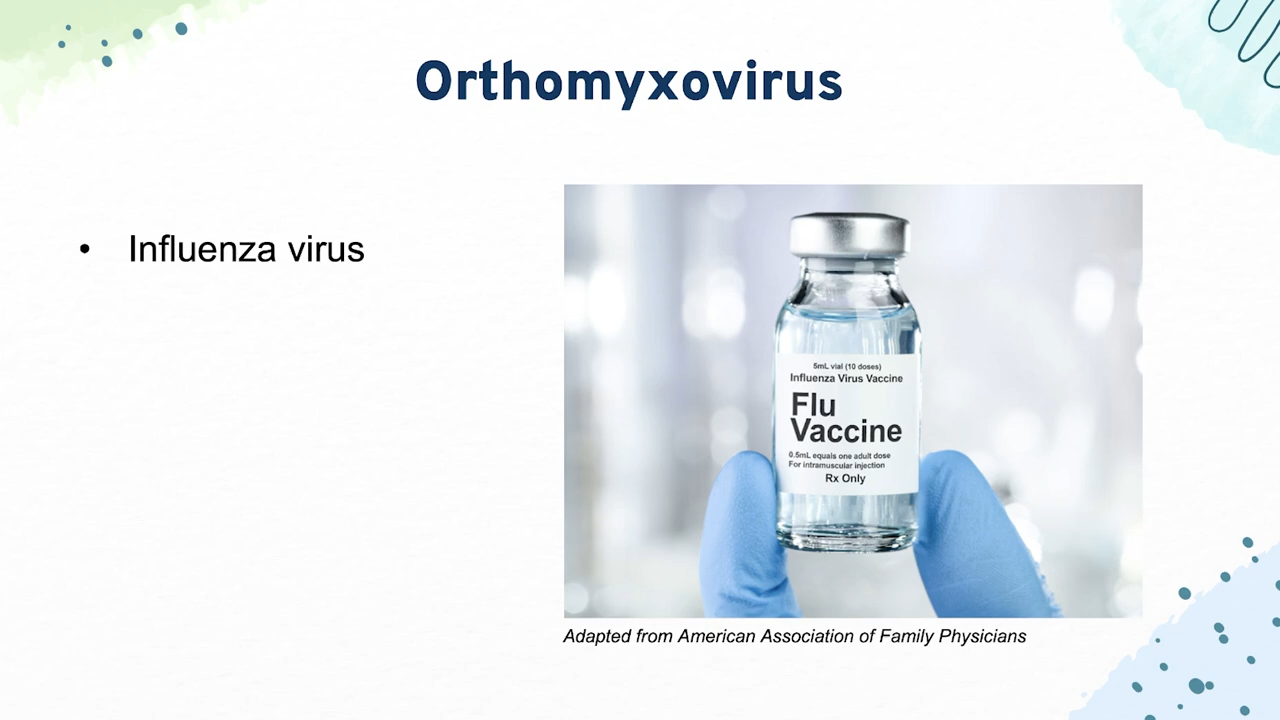 Orthomyxovirus
• Influenza virus
5mL vial (10 doses)
Influenza Virus Vaccine
Flu
Vaccine
0.5mL equals one adult dose
For intramuscular injection
Rx Only
Adapted from American Association of Family Physicians